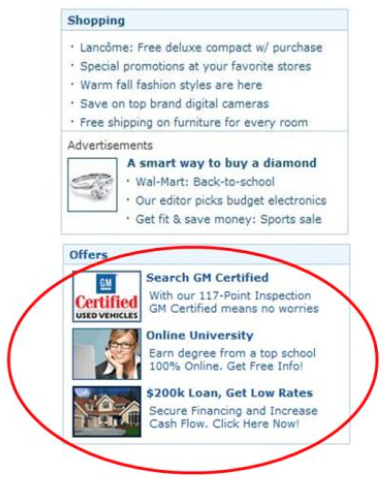 Shopping
· Lancôme: Free deluxe compact w/ purchase
· Special promotions at your favorite stores
· Warm fall fashion styles are here
· Save on top brand digital cameras
· Free shipping on furniture for every room
Advertisements
A smart way to buy a diamond
· Wal-Mart: Back-to-school
· Our editor picks budget electronics
· Get fit & save money: Sports sale
Offers
GM
Certified
USED VEHICLES
Search GM Certified
With our 117-Point Inspection
GM Certified means no worries
Online University
Earn degree from a top school
100% Online. Get Free Info!
$200k Loan, Get Low Rates
Secure Financing and Increase
Cash Flow. Click Here Now!